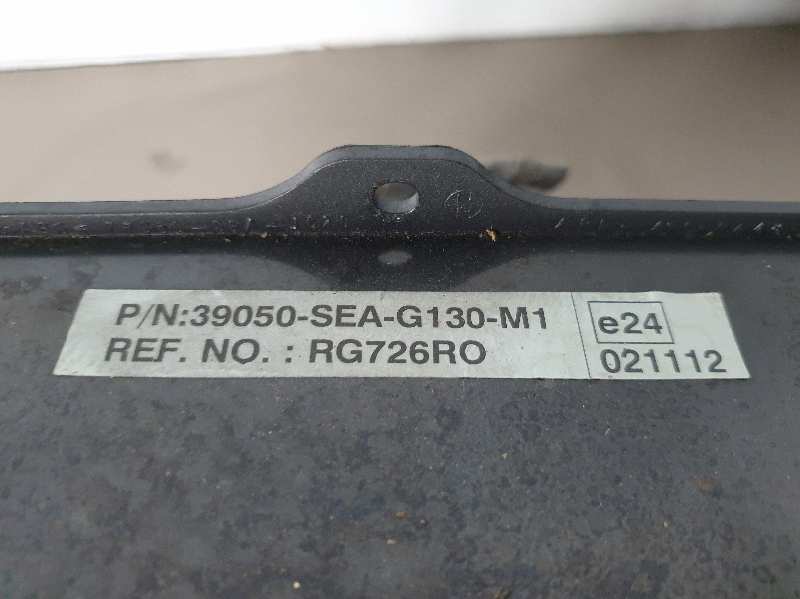 P/N:39050-SEA-G130-M1
REF. NO. : RG726RO
e24
021112